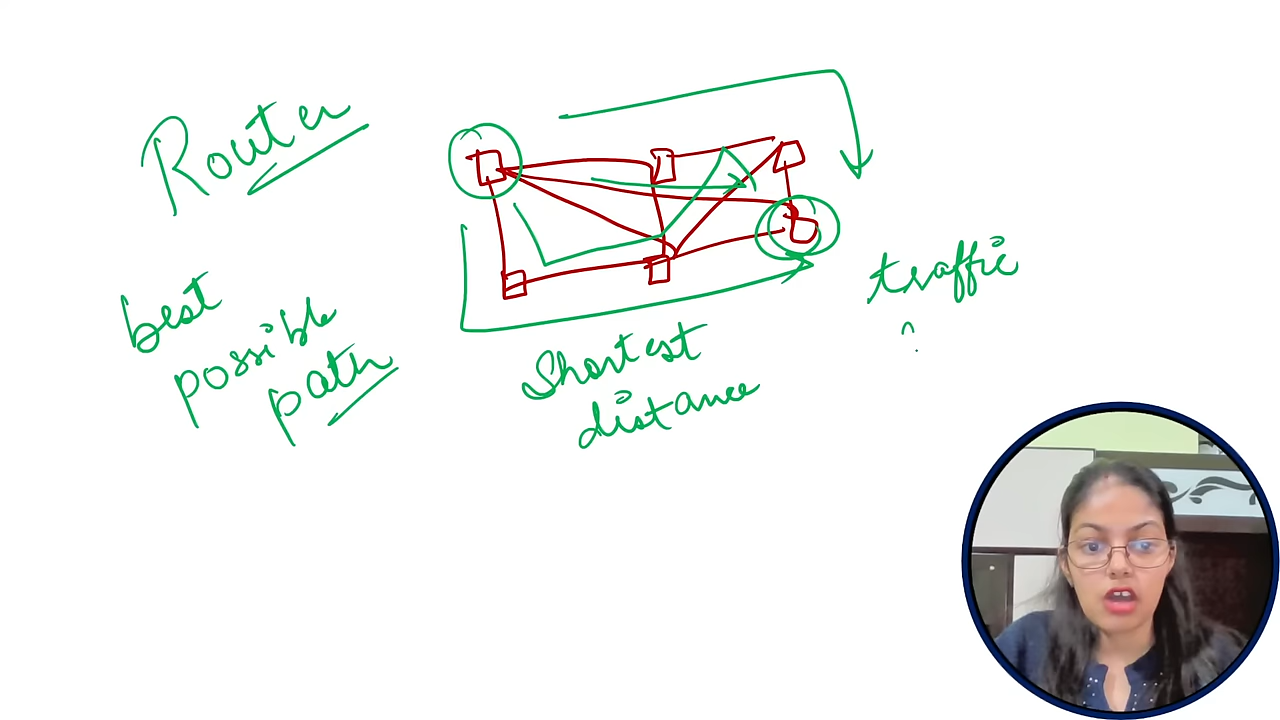 Router
best
possible
path
Shortest
distance
traffic
?